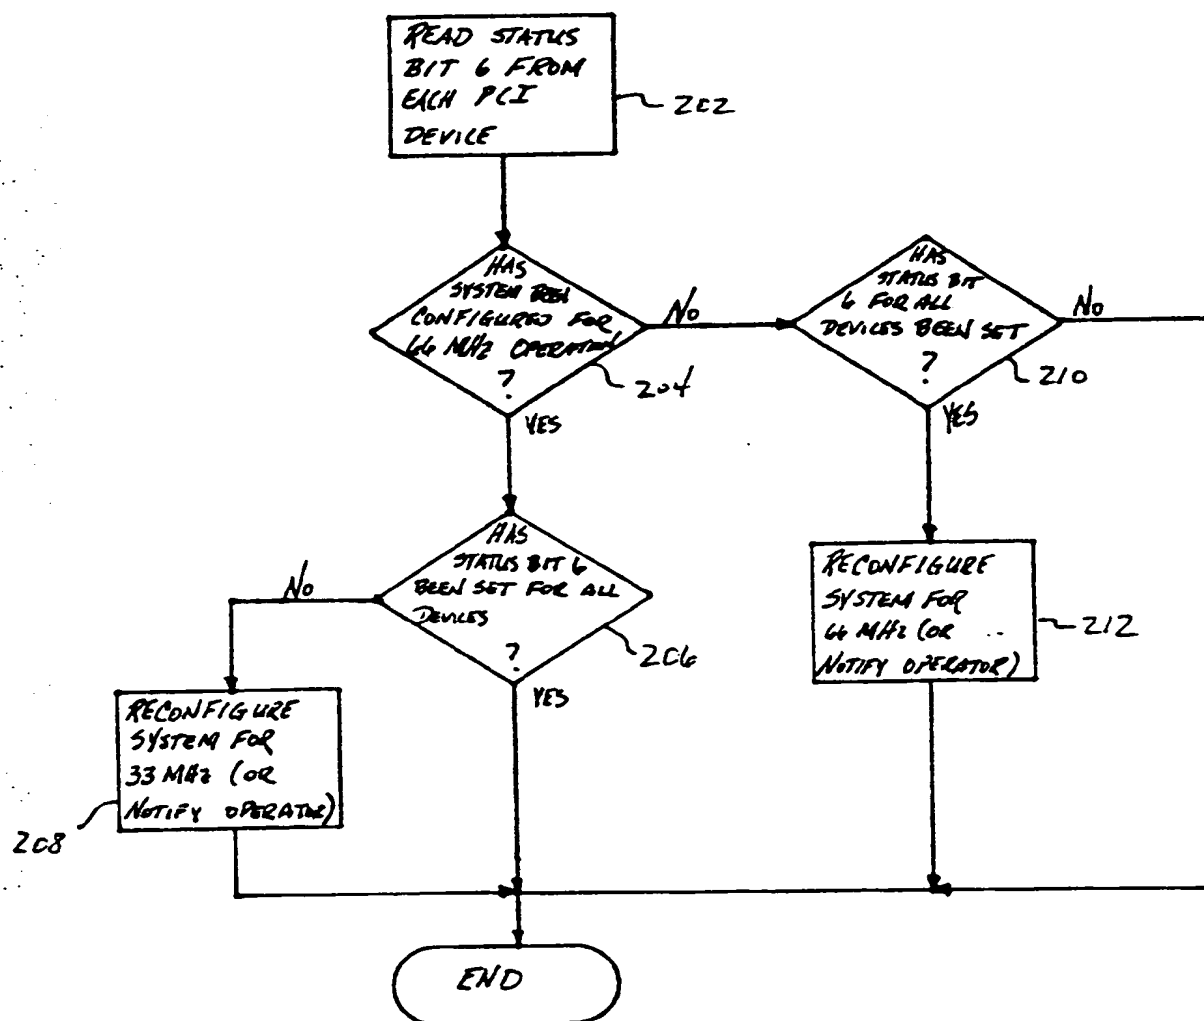 READ STATUS
BIT 6 FROM
EACH PCI
DEVICE
202
HAS
SYSTEM BEEN
CONFIGURED FOR
66 MHz OPERATION
?
204
No
YES
HAS
STATUS BIT
6 FOR ALL
DEVICES BEEN SET
?
210
No
YES
HAS
STATUS BIT 6
BEEN SET FOR ALL
DEVICES
?
206
No
YES
RECONFIGURE
SYSTEM FOR
66 MHz (OR
NOTIFY OPERATOR)
212
RECONFIGURE
SYSTEM FOR
33 MHz (OR
NOTIFY OPERATOR)
208
END